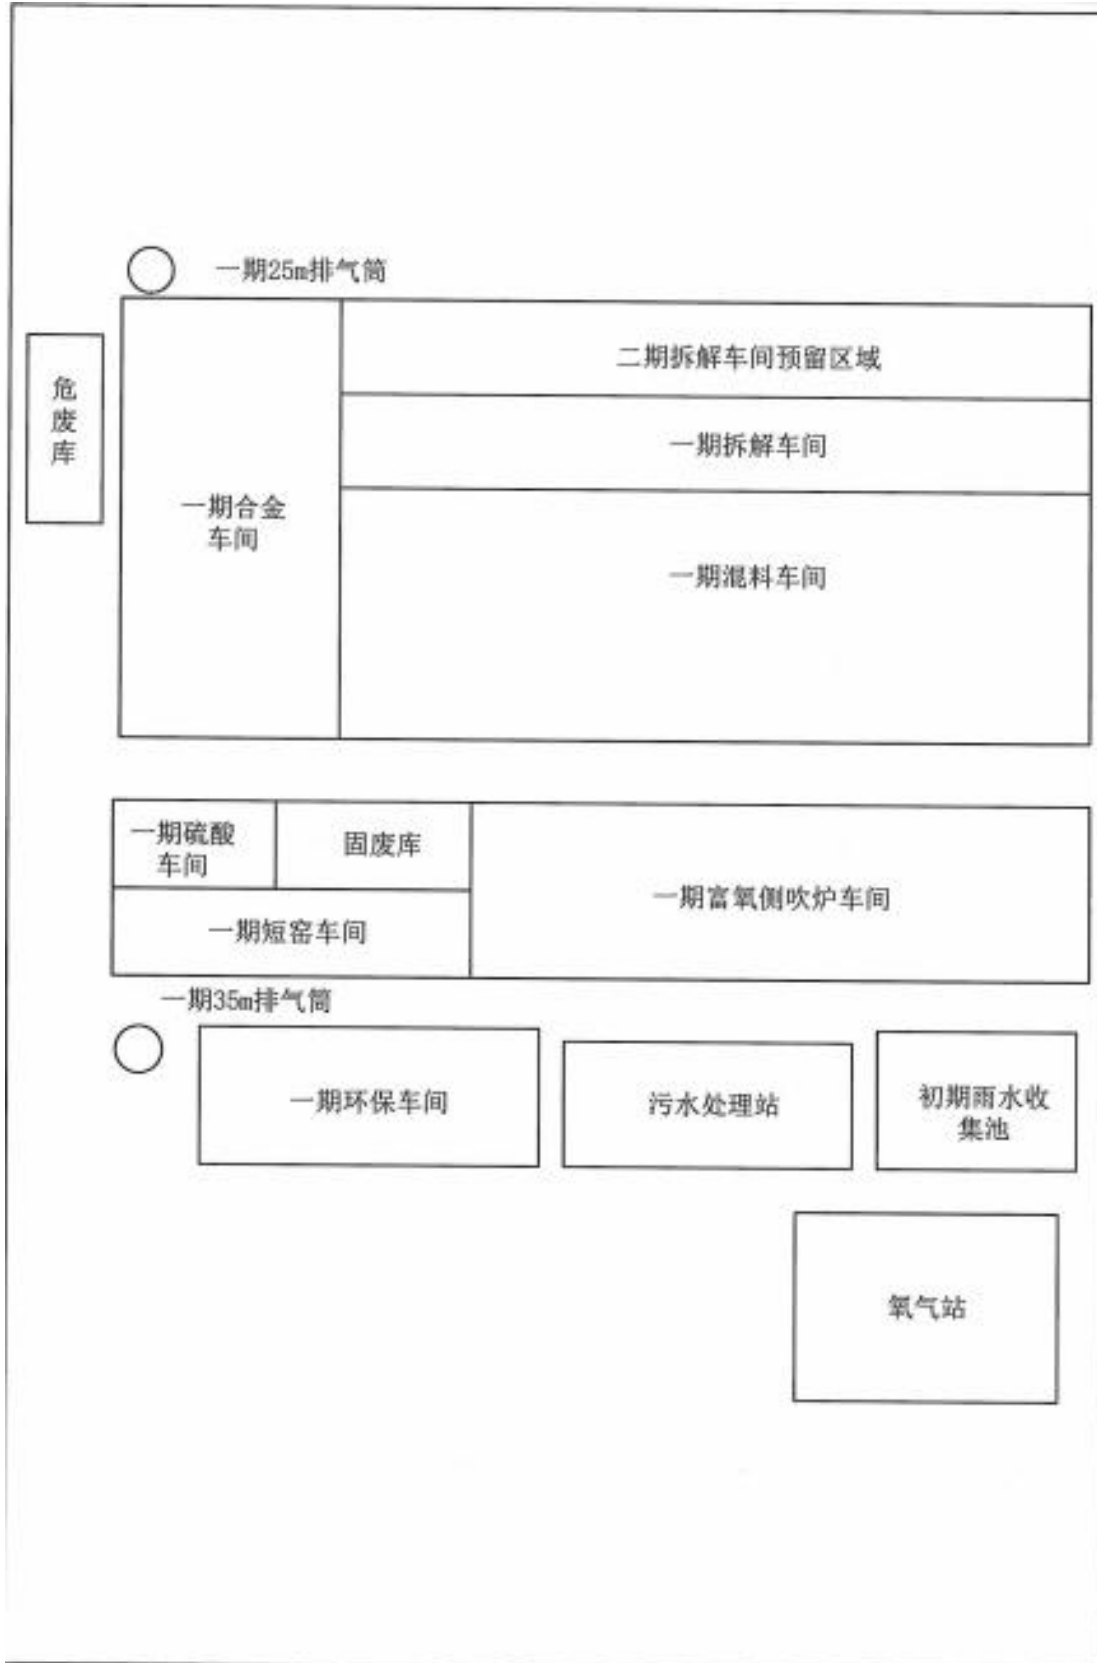 一期25m排气筒
二期拆解车间预留区域
危
废
库
一期拆解车间
一期合金
车间
一期混料车间
一期硫酸
车间
固废库
一期富氧侧吹炉车间
一期短窑车间
一期35m排气筒
一期环保车间
污水处理站
初期雨水收
集池
氧气站